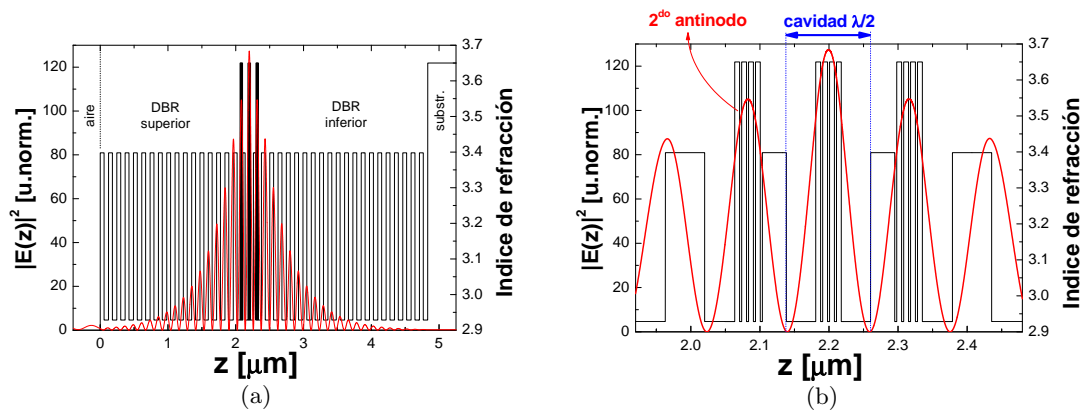 |E(z)|² [u.norm.]
120
100
80
60
40
20
0
aire
DBR
superior
DBR
inferior
substr.
3.7
3.6
3.5
3.4
3.3
3.2
3.1
3.0
2.9
Indice de refracción
0 1 2 3 4 5
z [μm]
(a)
2do antinodo
cavidad λ/2
|E(z)|² [u.norm.]
120
100
80
60
40
20
0
3.7
3.6
3.5
3.4
3.3
3.2
3.1
3.0
2.9
Indice de refracción
2.0 2.1 2.2 2.3 2.4
z [μm]
(b)